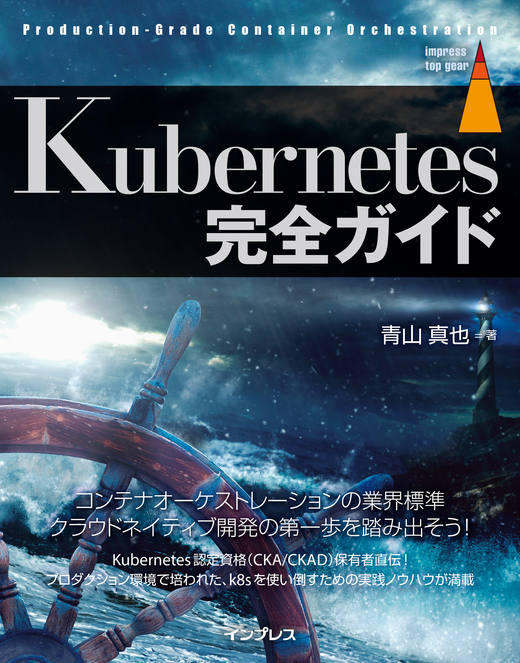 Production-Grade Container Orchestration
impress
top gear
Kubernetes
完全ガイド
青山 真也=著
コンテナオーケストレーションの業界標準
クラウドネイティブ開発の第一歩を踏み出そう!
Kubernetes認定資格(CKA/CKAD)保有者直伝!
プロダクション環境で培われた、k8sを使い倒すための実践ノウハウが満載
インプレス